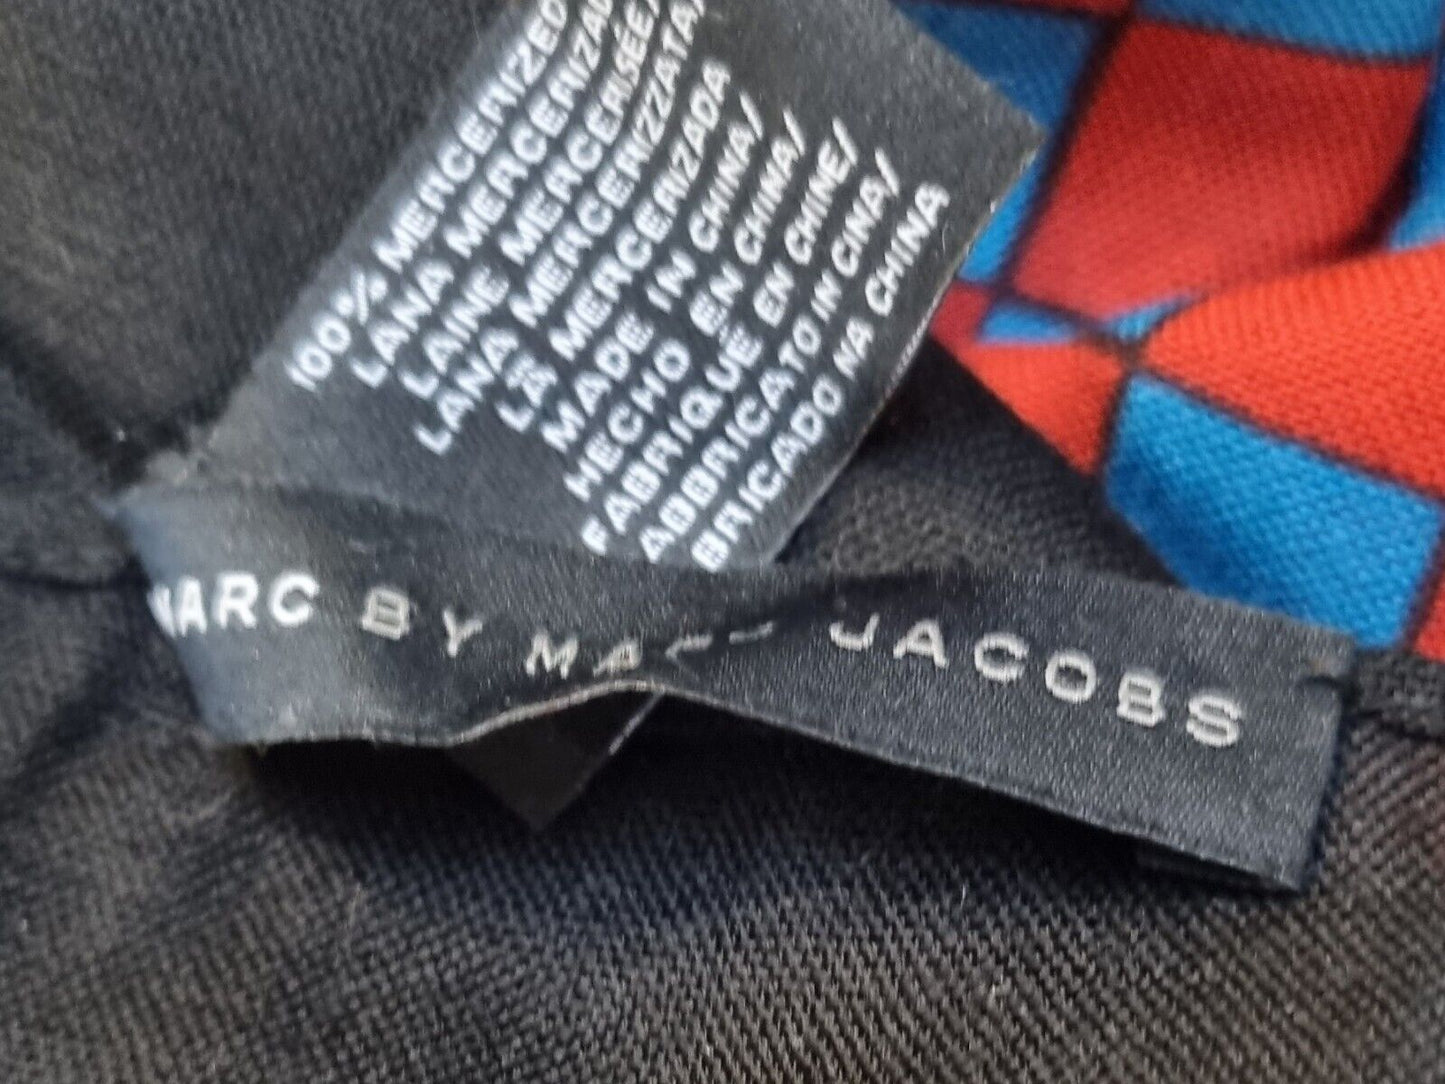 100% MERCERIZED
LANA MERCERIZADA
LAINE MERCERISÉE/
LANA MERCERIZZATA/
LÃ MERCERIZADA
MADE IN CHINA/
HECHO EN CHINA/
FABRIQUÉ EN CHINE/
FABBRICATO IN CINA/
FABRICADO NA CHINA
MARC BY MARC JACOBS